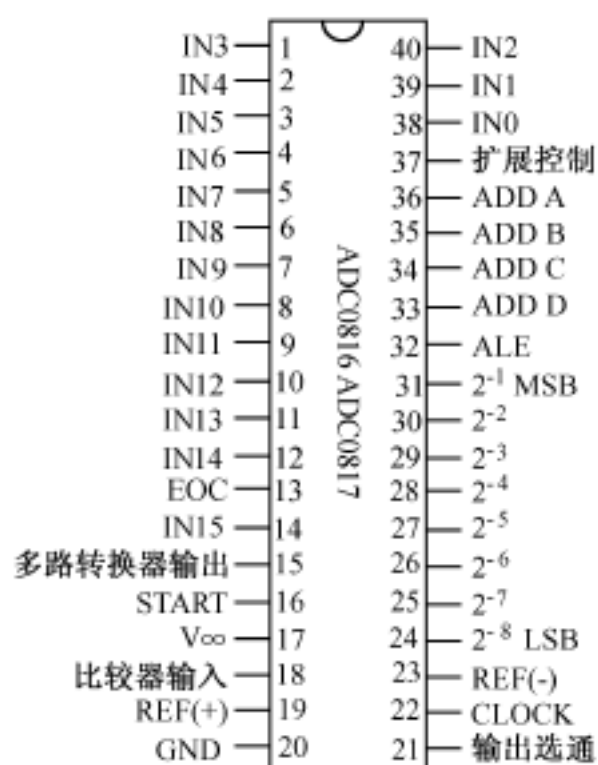 IN3 1 40 IN2
IN4 2 39 IN1
IN5 3 38 IN0
IN6 4 37 扩展控制
IN7 5 36 ADD A
IN8 6 35 ADD B
IN9 7 34 ADD C
IN10 8 33 ADD D
IN11 9 32 ALE
IN12 10 31 2⁻¹ MSB
IN13 11 30 2⁻²
IN14 12 29 2⁻³
EOC 13 28 2⁻⁴
IN15 14 27 2⁻⁵
多路转换器输出 15 26 2⁻⁶
START 16 25 2⁻⁷
V∞ 17 24 2⁻⁸ LSB
比较器输入 18 23 REF(-)
REF(+) 19 22 CLOCK
GND 20 21 输出选通
ADC0816 ADC0817